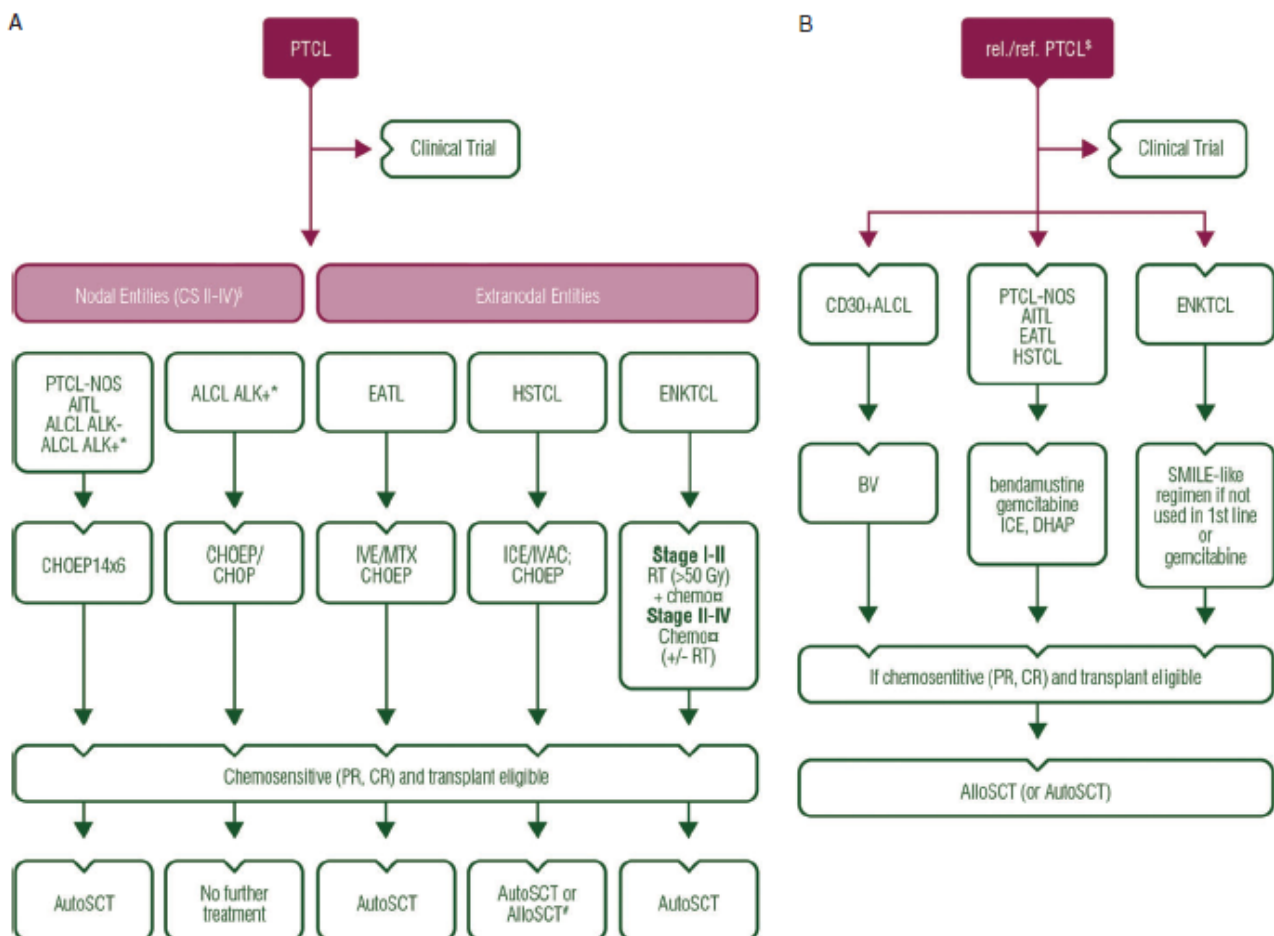 A
PTCL
Clinical Trial
Nodal Entities (CS II-IV)§
Extranodal Entities
PTCL-NOS
AITL
ALCL ALK-
ALCL ALK+*
ALCL ALK+*
EATL
HSTCL
ENKTCL
CHOEP14x6
CHOEP/
CHOP
IVE/MTX
CHOEP
ICE/IVAC;
CHOEP
Stage I-II
RT (>50 Gy)
+ chemo¤
Stage II-IV
Chemo¤
(+/- RT)
Chemosensitive (PR, CR) and transplant eligible
AutoSCT
No further
treatment
AutoSCT
AutoSCT or
AlloSCT#
AutoSCT
B
rel./ref. PTCL$
Clinical Trial
CD30+ALCL
PTCL-NOS
AITL
EATL
HSTCL
ENKTCL
BV
bendamustine
gemcitabine
ICE, DHAP
SMILE-like
regimen if not
used in 1st line
or
gemcitabine
If chemosentitive (PR, CR) and transplant eligible
AlloSCT (or AutoSCT)